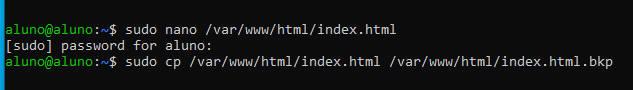 aluno@aluno:~$ sudo nano /var/www/html/index.html
[sudo] password for aluno:
aluno@aluno:~$ sudo cp /var/www/html/index.html /var/www/html/index.html.bkp